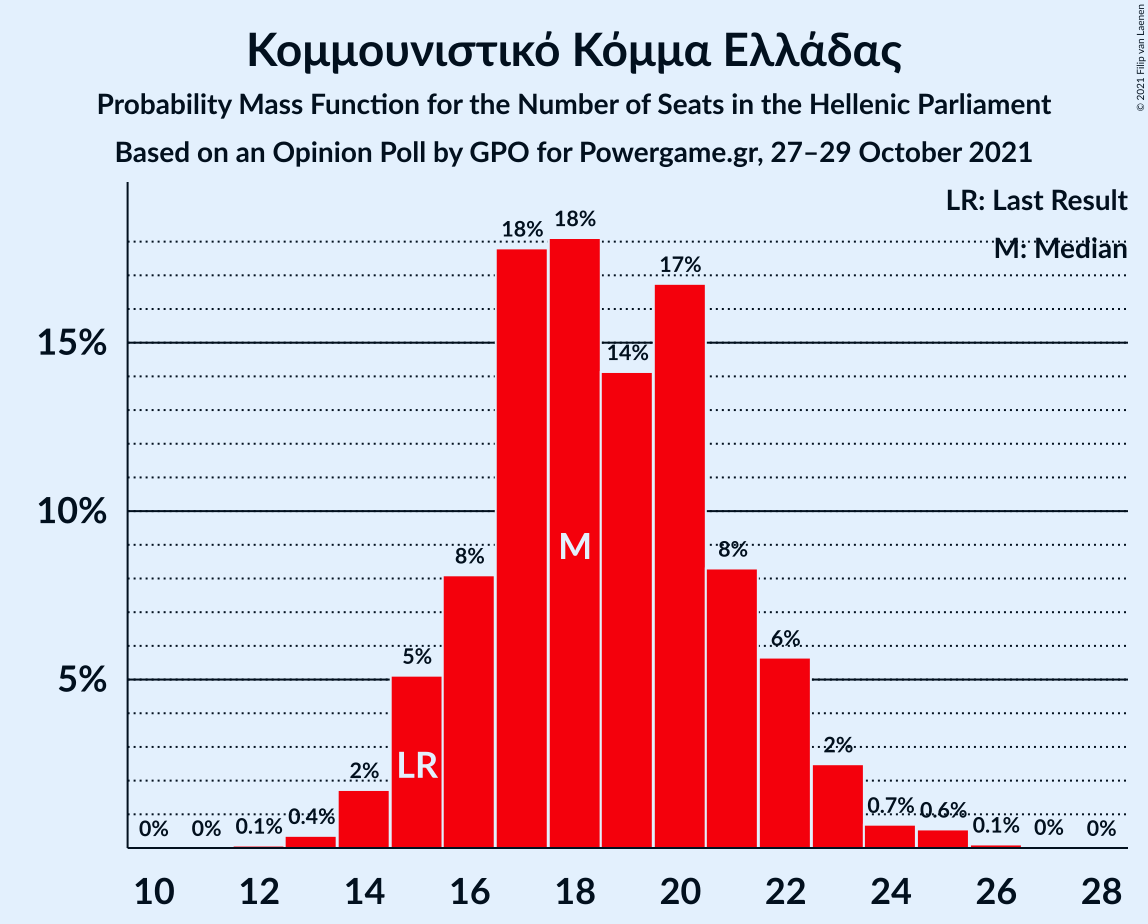 Κομμουνιστικό Κόμμα Ελλάδας
Probability Mass Function for the Number of Seats in the Hellenic Parliament
Based on an Opinion Poll by GPO for Powergame.gr, 27–29 October 2021
© 2021 Filip van Laenen
LR: Last Result
M: Median
15%
10%
5%
0%
0%
0.1%
0.4%
2%
5%
8%
18%
18%
14%
17%
8%
6%
2%
0.7%
0.6%
0.1%
0%
0%
LR
M
10 12 14 16 18 20 22 24 26 28